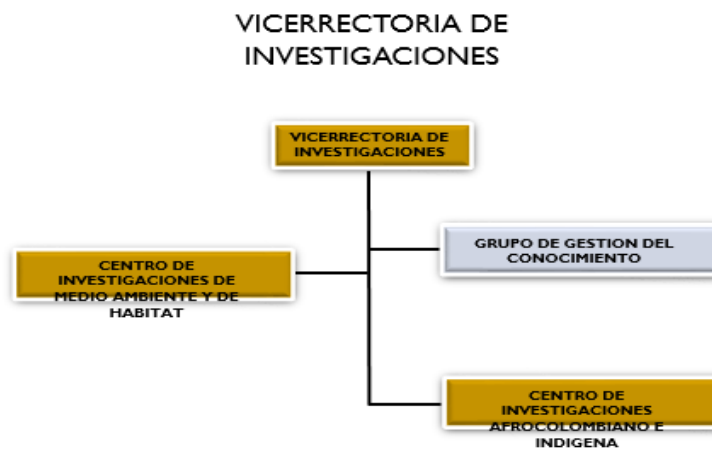 VICERRECTORIA DE
INVESTIGACIONES
VICERRECTORIA DE
INVESTIGACIONES
GRUPO DE GESTION DEL
CONOCIMIENTO
CENTRO DE
INVESTIGACIONES DE
MEDIO AMBIENTE Y DE
HABITAT
CENTRO DE
INVESTIGACIONES
AFROCOLOMBIANO E
INDIGENA